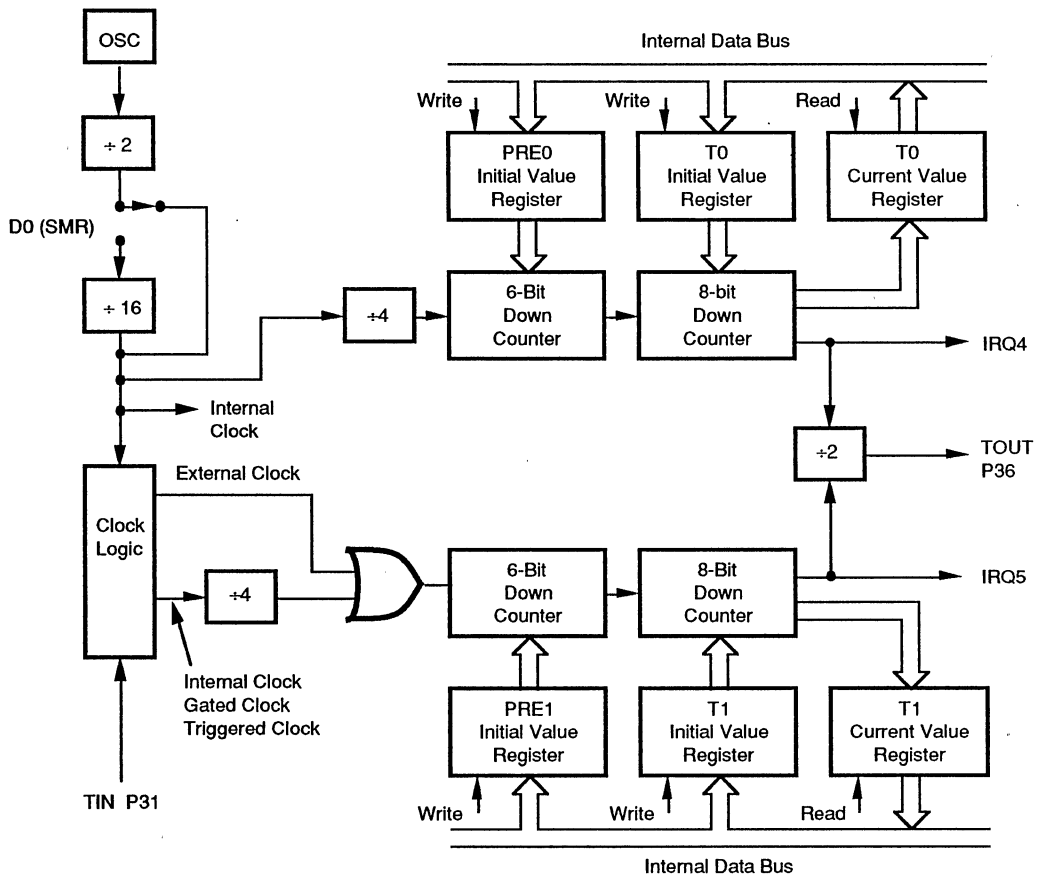 OSC
Internal Data Bus
Write
Write
Read
÷ 2
PRE0
Initial Value
Register
T0
Initial Value
Register
T0
Current Value
Register
D0 (SMR)
÷ 16
÷4
6-Bit
Down
Counter
8-bit
Down
Counter
IRQ4
Internal
Clock
÷2
TOUT
P36
External Clock
Clock
Logic
÷4
6-Bit
Down
Counter
8-Bit
Down
Counter
IRQ5
Internal Clock
Gated Clock
Triggered Clock
PRE1
Initial Value
Register
T1
Initial Value
Register
T1
Current Value
Register
TIN P31
Write
Write
Read
Internal Data Bus